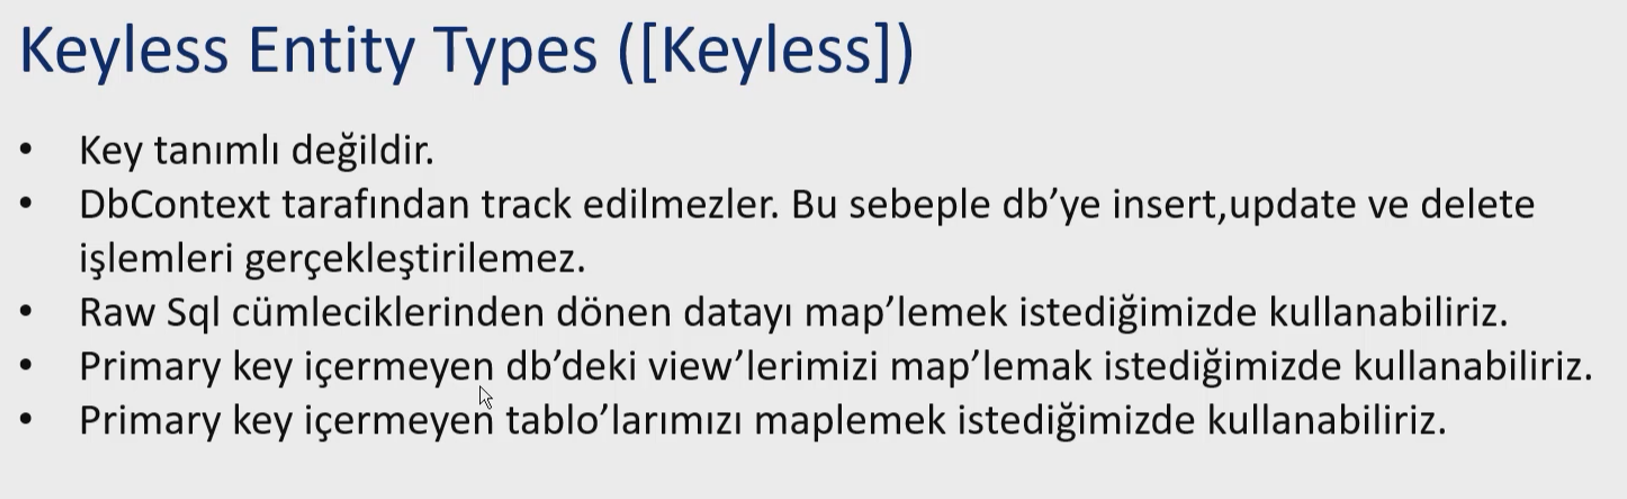 Keyless Entity Types ([Keyless])
• Key tanımlı değildir.
• DbContext tarafından track edilmezler. Bu sebeple db’ye insert,update ve delete
işlemleri gerçekleştirilemez.
• Raw Sql cümleciklerinden dönen datayı map’lemek istediğimizde kullanabiliriz.
• Primary key içermeyen db’deki view’lerimizi map’lemak istediğimizde kullanabiliriz.
• Primary key içermeyen tablo’larımızı maplemek istediğimizde kullanabiliriz.